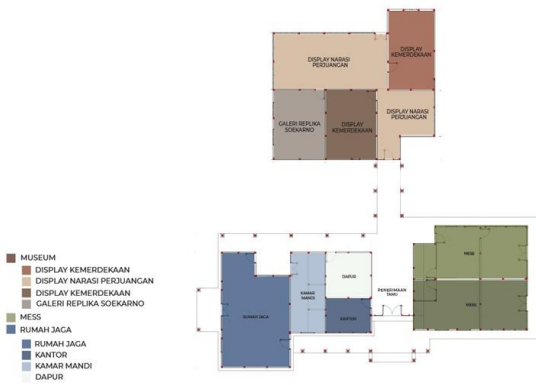 DISPLAY
KEMERDEKAAN
DISPLAY NARASI
PERJUANGAN
DISPLAY NARASI
PERJUANGAN
GALERI REPLIKA
SOEKARNO
DISPLAY
KEMERDEKAAN
MUSEUM
DISPLAY KEMERDEKAAN
DISPLAY NARASI PERJUANGAN
DISPLAY KEMERDEKAAN
GALERI REPLIKA SOEKARNO
MESS
RUMAH JAGA
RUMAH JAGA
KANTOR
KAMAR MANDI
DAPUR
RUMAH JAGA
KAMAR
MANDI
DAPUR
KANTOR
PENERIMAAN
TAMU
MESS
MESS